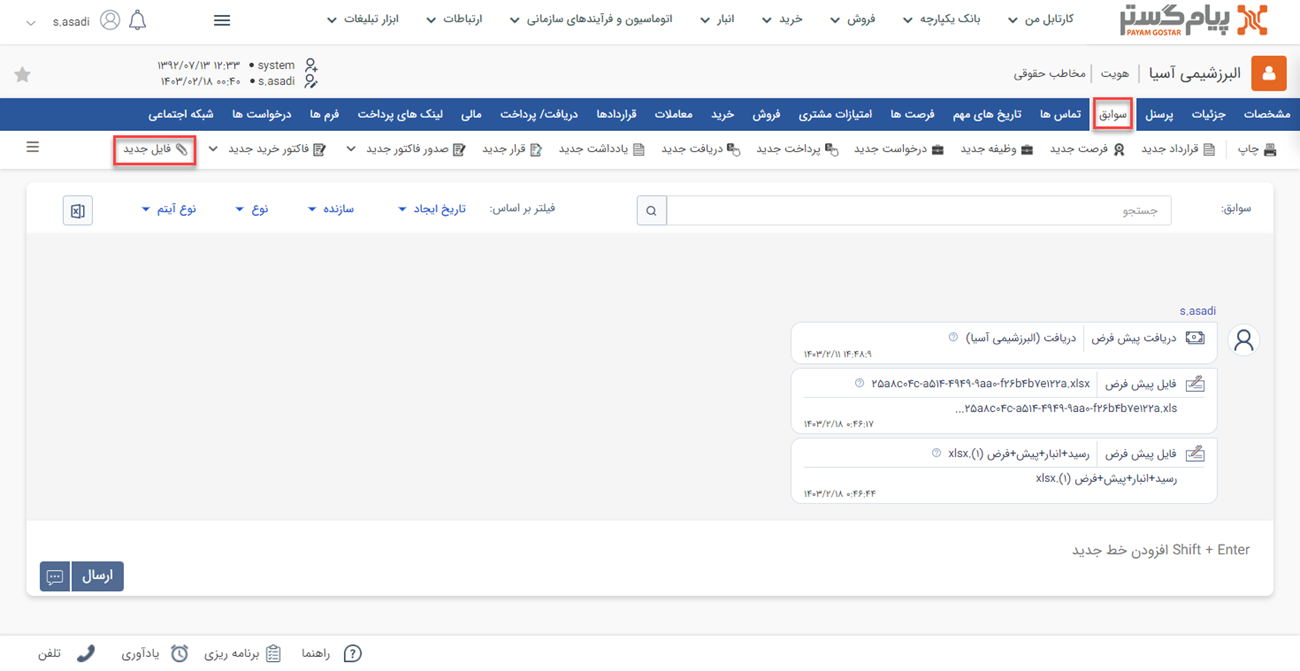 پیام گستر
PAYAM GOSTAR
کارتابل من
بانک یکپارچه
فروش
خرید
انبار
اتوماسیون و فرآیندهای سازمانی
ارتباطات
ابزار تبلیغات
s.asadi
البرزشیمی آسیا
هویت
مخاطب حقوقی
system • ۱۳۹۲/۰۷/۱۳ ۱۲:۳۳
s.asadi • ۱۴۰۳/۰۲/۱۸ ۰۰:۴۰
مشخصات
جزئیات
پرسنل
سوابق
تماس ها
تاریخ های مهم
فرصت ها
امتیازات مشتری
فروش
خرید
معاملات
قراردادها
دریافت/ پرداخت
مالی
لینک های پرداخت
فرم ها
درخواست ها
شبکه اجتماعی
چاپ
قرارداد جدید
فرصت جدید
وظیفه جدید
درخواست جدید
پرداخت جدید
دریافت جدید
یادداشت جدید
قرار جدید
صدور فاکتور جدید
فاکتور خرید جدید
فایل جدید
سوابق:
جستجو
فیلتر بر اساس:
تاریخ ایجاد
سازنده
نوع
نوع آیتم
s.asadi
دریافت پیش فرض
دریافت (البرزشیمی آسیا)
۱۴۰۳/۲/۱۱ ۱۴:۴۸:۹
فایل پیش فرض
۲۵a۸c۰۴c-a۵۱۴-۴۹۴۹-۹aa۰-f۲۶b۴b۷e۱۲۲a.xlsx
۲۵a۸c۰۴c-a۵۱۴-۴۹۴۹-۹aa۰-f۲۶b۴b۷e۱۲۲a.xls...
۱۴۰۳/۲/۱۸ ۰:۴۶:۱۷
فایل پیش فرض
رسید+انبار+پیش+فرض (۱).xlsx
رسید+انبار+پیش+فرض (۱).xlsx
۱۴۰۳/۲/۱۸ ۰:۴۶:۴۴
Shift + Enter افزودن خط جدید
ارسال
راهنما
برنامه ریزی
یادآوری
تلفن